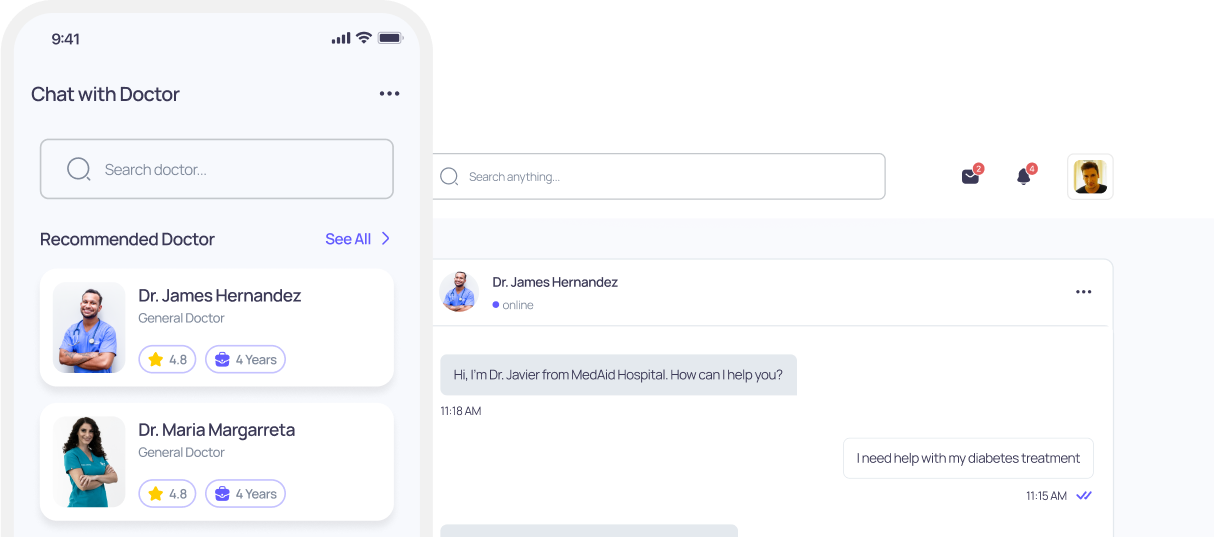 9:41
Chat with Doctor
Search doctor...
Recommended Doctor
See All
Dr. James Hernandez
General Doctor
4.8
4 Years
Dr. Maria Margarreta
General Doctor
4.8
4 Years
Search anything...
2
4
Dr. James Hernandez
online
Hi, I'm Dr. Javier from MedAid Hospital. How can I help you?
11:18 AM
I need help with my diabetes treatment
11:15 AM